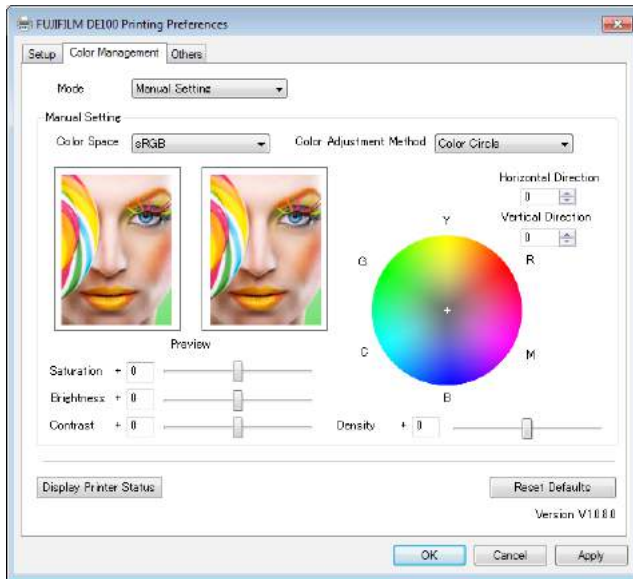 FUJIFILM DE100 Printing Preferences
Setup Color Management Others
Mode Manual Setting
Manual Setting
Color Space sRGB Color Adjustment Method Color Circle
Horizontal Direction
0
Vertical Direction
0
Y
G R
C M
B
Preview
Saturation + 0
Brightness + 0
Contrast + 0 Density + 0
Display Printer Status Reset Defaults
Version V1.0.8.0
OK Cancel Apply